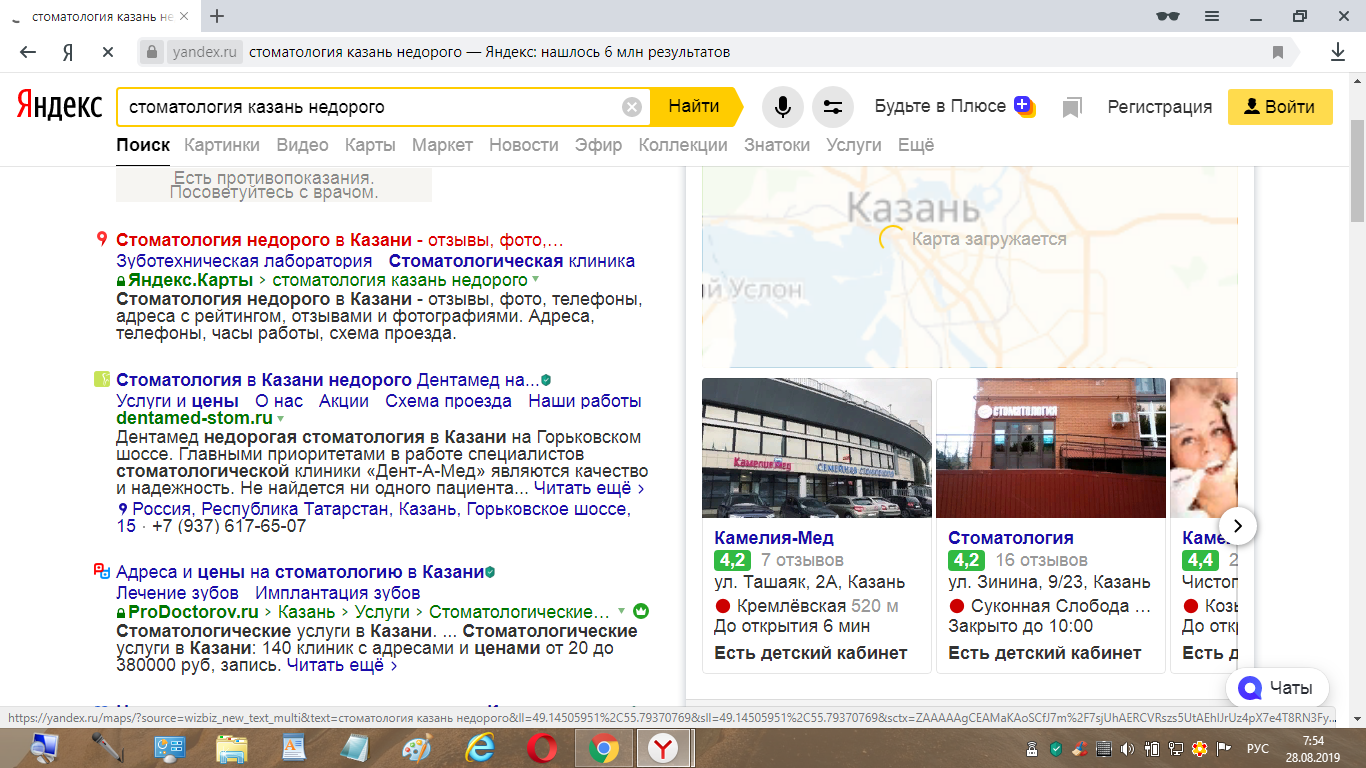 стоматология казань не
yandex.ru стоматология казань недорого — Яндекс: нашлось 6 млн результатов
Яндекс
стоматология казань недорого
Найти
Будьте в Плюсе
Регистрация
Войти
Поиск Картинки Видео Карты Маркет Новости Эфир Коллекции Знатоки Услуги Ещё
Есть противопоказания.
Посоветуйтесь с врачом.
Стоматология недорого в Казани - отзывы, фото,...
Зуботехническая лаборатория Стоматологическая клиника
Яндекс.Карты > стоматология казань недорого
Стоматология недорого в Казани - отзывы, фото, телефоны,
адреса с рейтингом, отзывами и фотографиями. Адреса,
телефоны, часы работы, схема проезда.
Стоматология в Казани недорого Дентамед на...
Услуги и цены О нас Акции Схема проезда Наши работы
dentamed-stom.ru
Дентамед недорогая стоматология в Казани на Горьковском
шоссе. Главными приоритетами в работе специалистов
стоматологической клиники «Дент-А-Мед» являются качество
и надежность. Не найдется ни одного пациента... Читать ещё >
Россия, Республика Татарстан, Казань, Горьковское шоссе,
15 · +7 (937) 617-65-07
Адреса и цены на стоматологию в Казани
Лечение зубов Имплантация зубов
ProDoctorov.ru > Казань > Услуги > Стоматологические...
Стоматологические услуги в Казани. ... Стоматологические
услуги в Казани: 140 клиник с адресами и ценами от 20 до
380000 руб, запись. Читать ещё >
Казань
Карта загружается
й Услон
Камелия Мед
СЕМЕЙНАЯ СТОМАТОЛОГИЯ
СТОМАТОЛОГИЯ
Камелия-Мед
4,2 7 отзывов
ул. Ташаяк, 2А, Казань
Кремлёвская 520 м
До открытия 6 мин
Есть детский кабинет
Стоматология
4,2 16 отзывов
ул. Зинина, 9/23, Казань
Суконная Слобода ...
Закрыто до 10:00
Есть детский кабинет
Каме
4,4 2
Чистоп
Козь
До откр
Есть д
Чаты
https://yandex.ru/maps/?source=wizbiz_new_text_multi&text=стоматология казань недорого&ll=49.14505951%2C55.79370769&sll=49.14505951%2C55.79370769&sctx=ZAAAAAgCEAMaKAoSCfJ7m%2F7sjUhAERCVRszs5UtAEhIJrUz4pX7e4T8RN3Fy...
РУС
7:54
28.08.2019